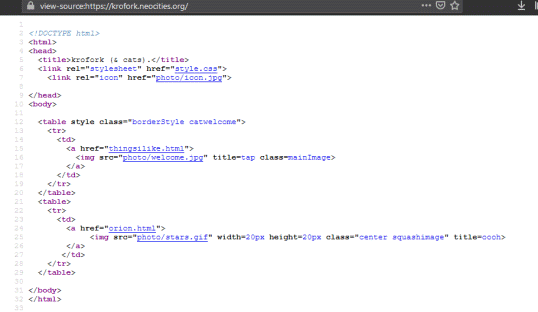 view-source:https://krofork.neocities.org/
1
2 <!DOCTYPE html>
3 <html>
4 <head>
5 <title>krofork (& cats).</title>
6 <link rel="stylesheet" href="style.css">
7 <link rel="icon" href="photo/icon.jpg">
8
9 </head>
10 <body>
11
12 <table style class="borderStyle catwelcome">
13 <tr>
14 <td>
15 <a href="thingsilike.html">
16 <img src="photo/welcome.jpg" title=tap class=mainImage>
17 </a>
18 </td>
19 </tr>
20 </table>
21 <table>
22 <tr>
23 <td>
24 <a href="orion.html">
25 <img src="photo/stars.gif" width=20px height=20px class="center squashimage" title=oooh>
26 </a>
27 </td>
28 </tr>
29 </table>
30
31 </body>
32 </html>
33